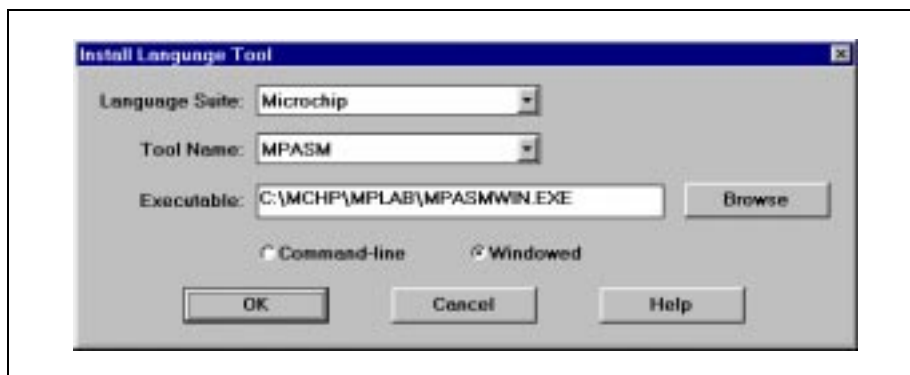 Install Language Tool
Language Suite: Microchip
Tool Name: MPASM
Executable: C:\MCHP\MPLAB\MPASMWIN.EXE Browse
Command-line Windowed
OK Cancel Help